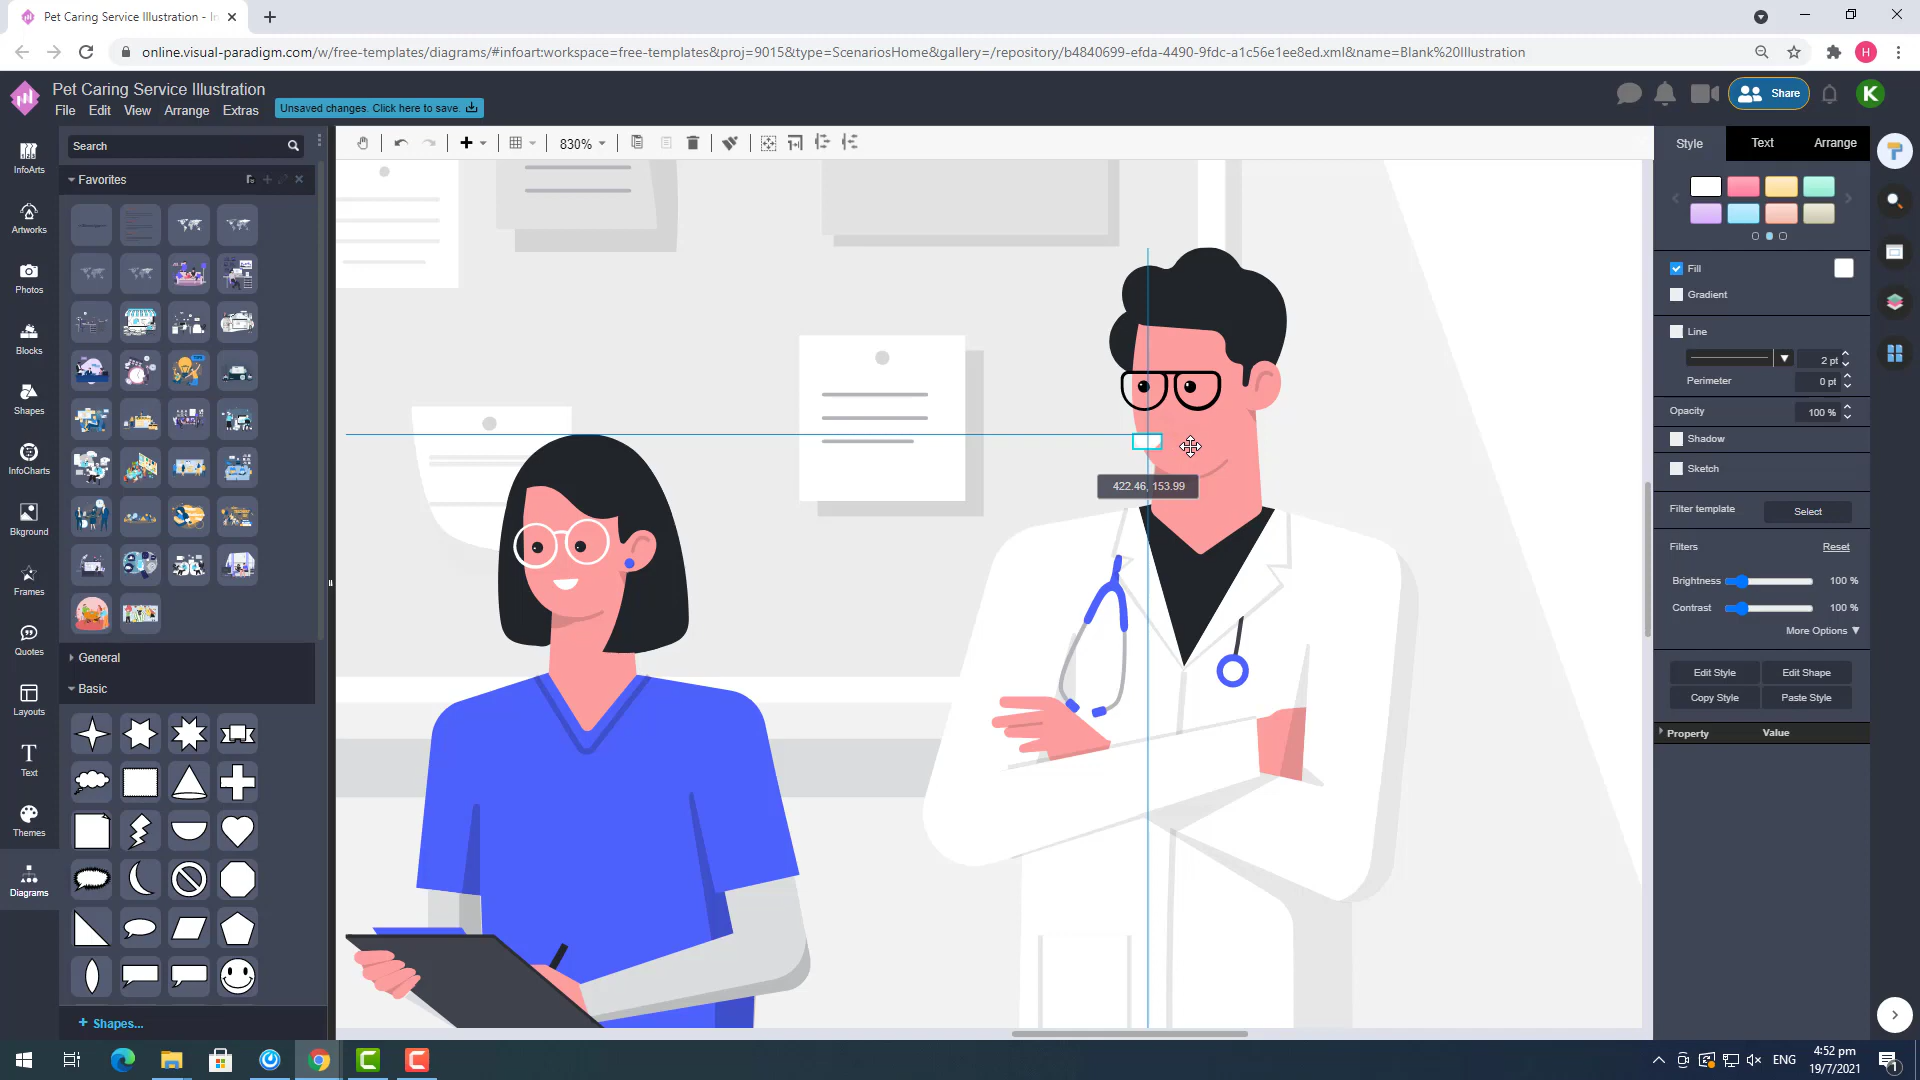 Pet Caring Service Illustration - In
online.visual-paradigm.com/w/free-templates/diagrams/#infoart:workspace=free-templates&proj=9015&type=ScenariosHome&gallery=/repository/b4840699-efda-4490-9fdc-a1c56e1ee8ed.xml&name=Blank%20Illustration
H
Pet Caring Service Illustration
File
Edit
View
Arrange
Extras
Unsaved changes. Click here to save.
Share
K
Search
830%
Style
Text
Arrange
InfoArts
Artworks
Photos
Blocks
Shapes
InfoCharts
Bkground
Frames
Quotes
Layouts
Text
Themes
Diagrams
Favorites
General
Basic
+ Shapes...
422.46, 153.99
Fill
Gradient
Line
2 pt
Perimeter
0 pt
Opacity
100 %
Shadow
Sketch
Filter template
Select
Filters
Reset
Brightness
100 %
Contrast
100 %
More Options ▼
Edit Style
Edit Shape
Copy Style
Paste Style
Property
Value
ENG
4:52 pm
19/7/2021
1